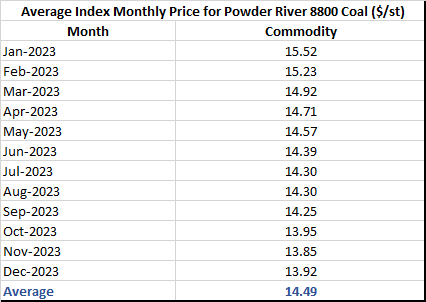 Average Index Monthly Price for Powder River 8800 Coal ($/st)
Month Commodity
Jan-2023 15.52
Feb-2023 15.23
Mar-2023 14.92
Apr-2023 14.71
May-2023 14.57
Jun-2023 14.39
Jul-2023 14.30
Aug-2023 14.30
Sep-2023 14.25
Oct-2023 13.95
Nov-2023 13.85
Dec-2023 13.92
Average 14.49